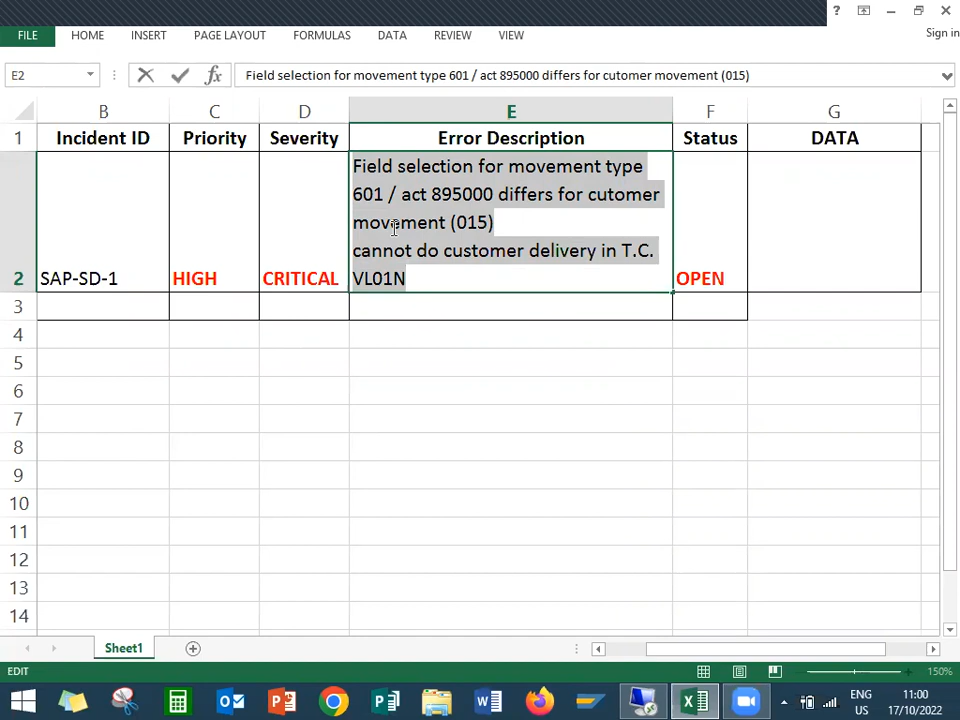 ?
Sign in
FILE HOME INSERT PAGE LAYOUT FORMULAS DATA REVIEW VIEW
E2 fx Field selection for movement type 601 / act 895000 differs for cutomer movement (015)
B C D E F G
1 Incident ID Priority Severity Error Description Status DATA
Field selection for movement type
601 / act 895000 differs for cutomer
movement (015)
cannot do customer delivery in T.C.
2 SAP-SD-1 HIGH CRITICAL VL01N OPEN
3
4
5
6
7
8
9
10
11
12
13
14
Sheet1
EDIT 150%
ENG 11:00
US 17/10/2022